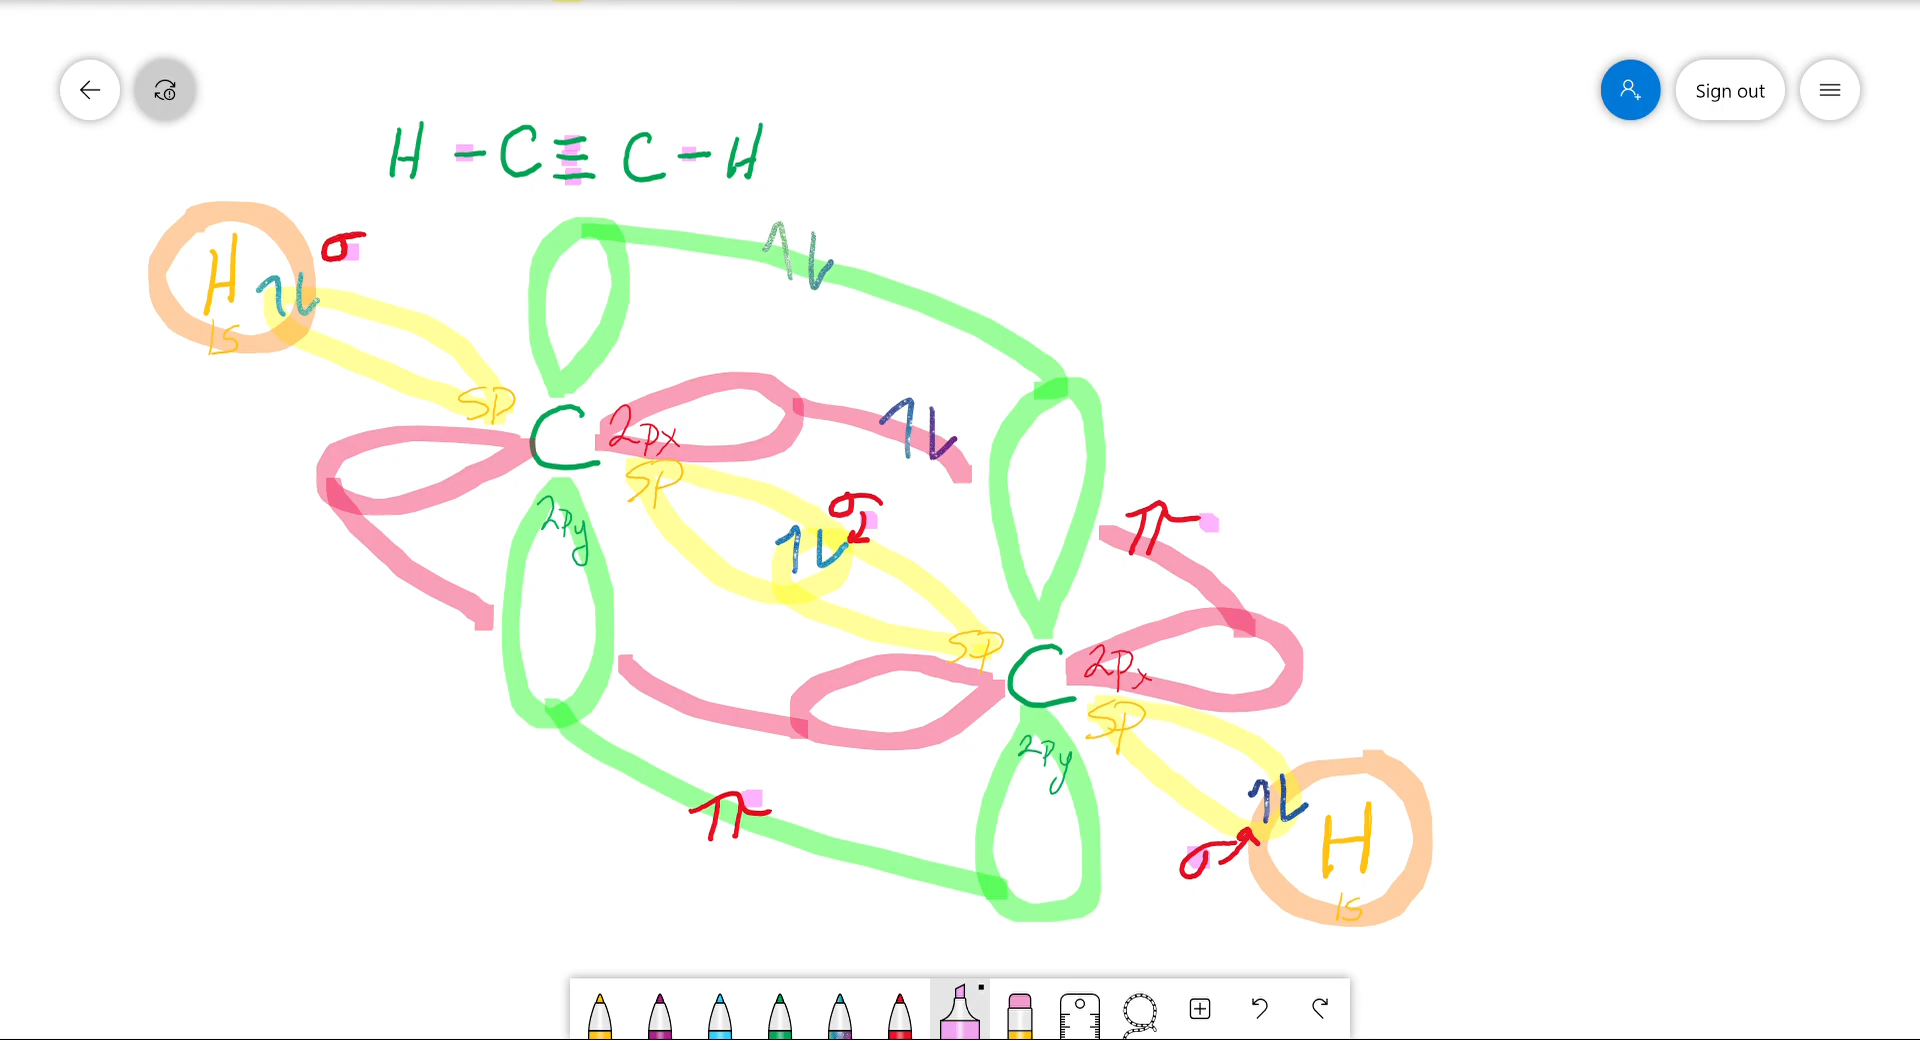 Sign out
H - C ≡ C - H
H
1s
σ
↿⇂
↿⇂
sp
C
2px
↿⇂
sp
2py
σ
↿⇂
π
sp
C
2px
sp
2py
π
↿⇂
σ
H
1s